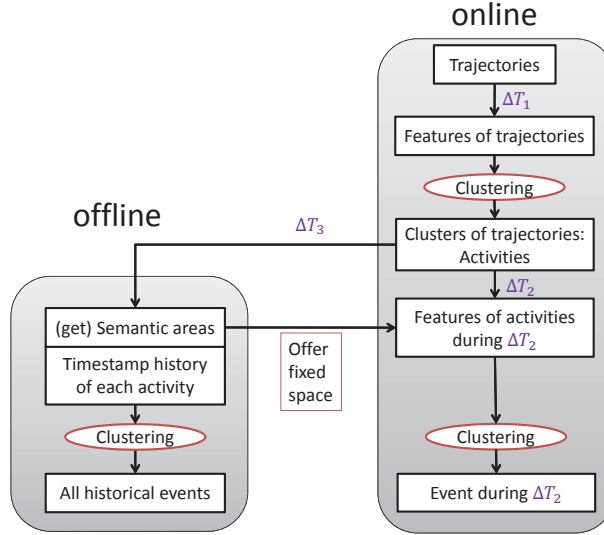 online
Trajectories
ΔT₁
Features of trajectories
Clustering
offline
ΔT₃
Clusters of trajectories:
Activities
ΔT₂
(get) Semantic areas
Timestamp history
of each activity
Offer
fixed
space
Features of activities
during ΔT₂
Clustering
Clustering
All historical events
Event during ΔT₂